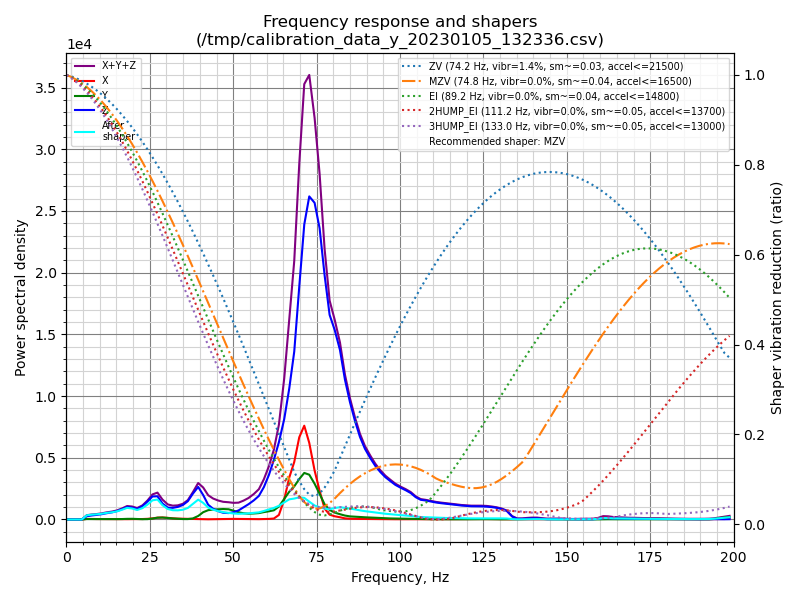 Frequency response and shapers
(/tmp/calibration_data_y_20230105_132336.csv)
1e4
X+Y+Z
X
Y
After
shaper
ZV (74.2 Hz, vibr=1.4%, sm~=0.03, accel<=21500)
MZV (74.8 Hz, vibr=0.0%, sm~=0.04, accel<=16500)
EI (89.2 Hz, vibr=0.0%, sm~=0.04, accel<=14800)
2HUMP_EI (111.2 Hz, vibr=0.0%, sm~=0.05, accel<=13700)
3HUMP_EI (133.0 Hz, vibr=0.0%, sm~=0.05, accel<=13000)
Recommended shaper: MZV
3.5
3.0
2.5
2.0
1.5
1.0
0.5
0.0
Power spectral density
1.0
0.8
0.6
0.4
0.2
0.0
Shaper vibration reduction (ratio)
0 25 50 75 100 125 150 175 200
Frequency, Hz